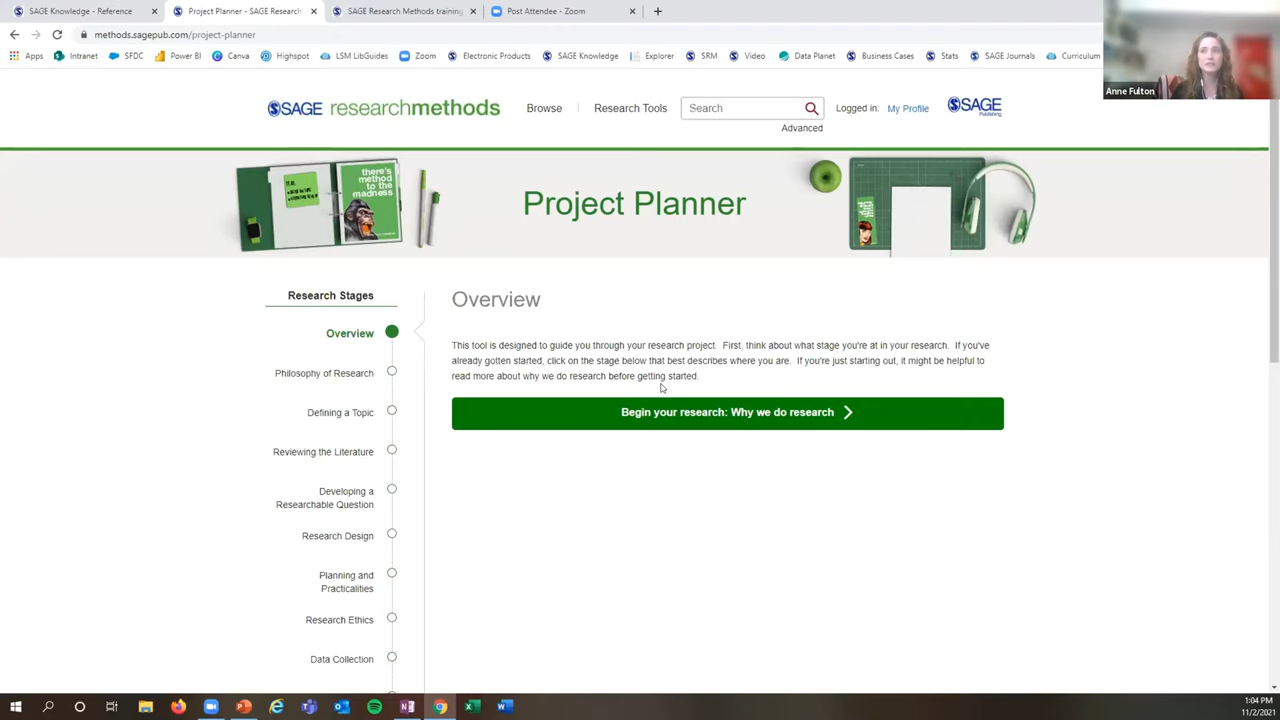 SAGE Knowledge - Reference
Project Planner - SAGE Research
SAGE Research Methods training
Post Attendee - Zoom
methods.sagepub.com/project-planner
Apps
Intranet
SFDC
Power BI
Canva
Highspot
LSM LibGuides
Zoom
Electronic Products
SAGE Knowledge
Explorer
SRM
Video
Data Planet
Business Cases
Stats
SAGE Journals
Curriculum
Anne Fulton
SAGE researchmethods
Browse
Research Tools
Search
Advanced
Logged in:
My Profile
SAGE
Publishing
there's
method
to the
madness
Project Planner
Research Stages
Overview
Philosophy of Research
Defining a Topic
Reviewing the Literature
Developing a
Researchable Question
Research Design
Planning and
Practicalities
Research Ethics
Data Collection
Overview
This tool is designed to guide you through your research project. First, think about what stage you're at in your research. If you've
already gotten started, click on the stage below that best describes where you are. If you're just starting out, it might be helpful to
read more about why we do research before getting started.
Begin your research: Why we do research
1:04 PM
11/2/2021